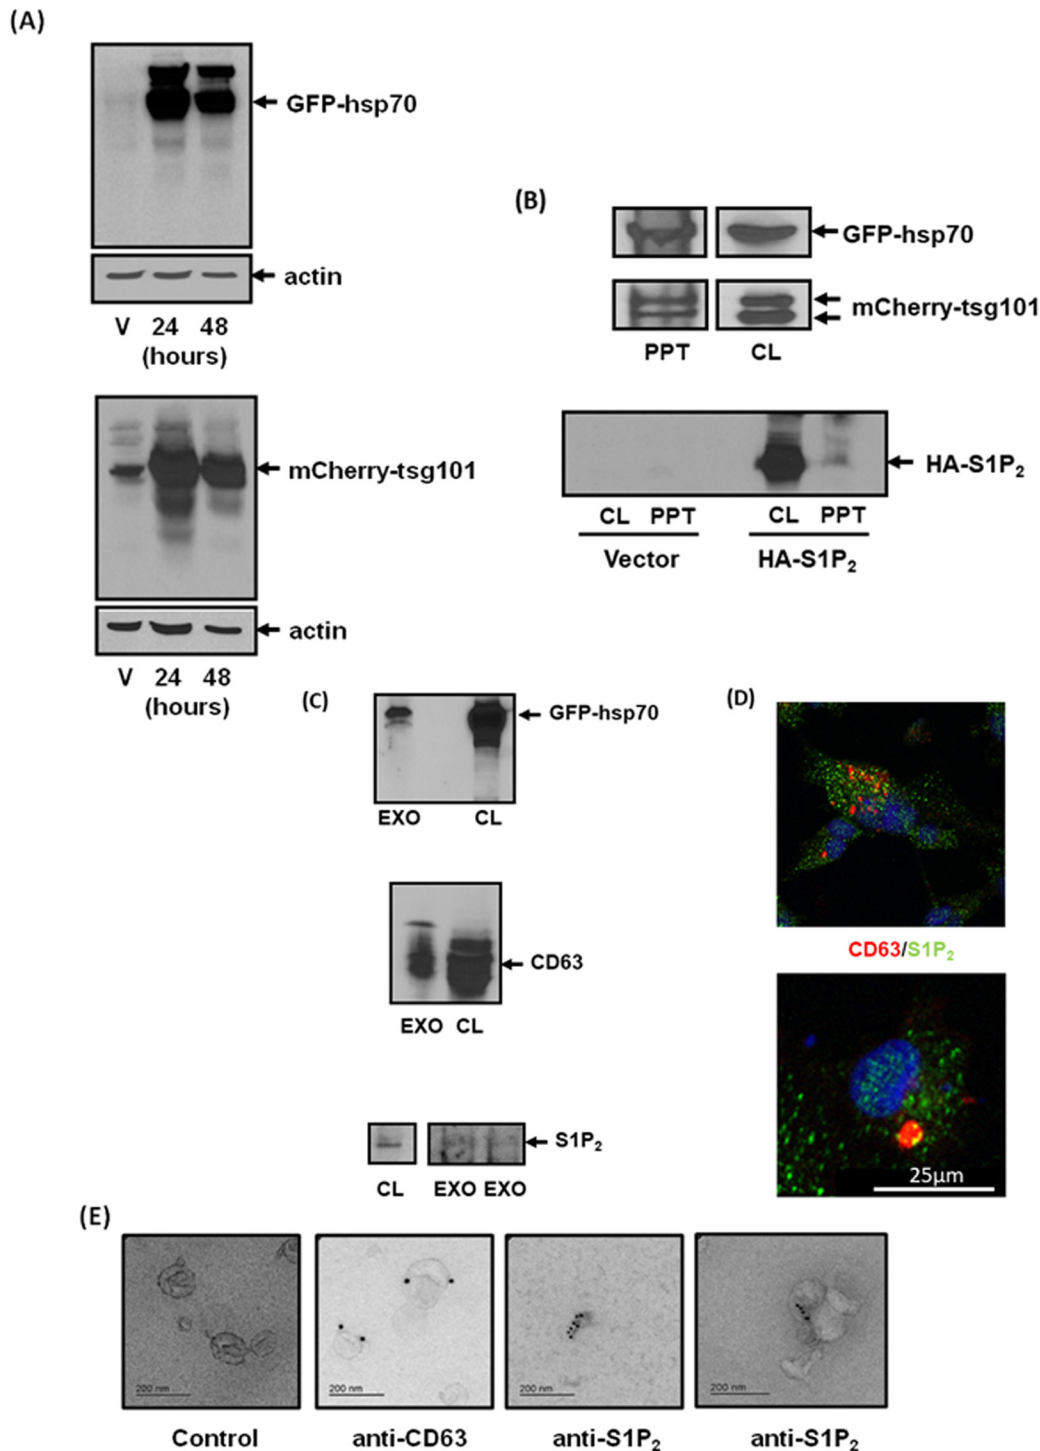 (A)
GFP-hsp70
actin
V 24 48
(hours)
mCherry-tsg101
actin
V 24 48
(hours)
(B)
GFP-hsp70
mCherry-tsg101
PPT CL
HA-S1P2
CL PPT CL PPT
Vector HA-S1P2
(C)
GFP-hsp70
EXO CL
CD63
EXO CL
S1P2
CL EXO EXO
(D)
CD63/S1P2
25μm
(E)
200 nm 200 nm 200 nm 200 nm
Control anti-CD63 anti-S1P2 anti-S1P2